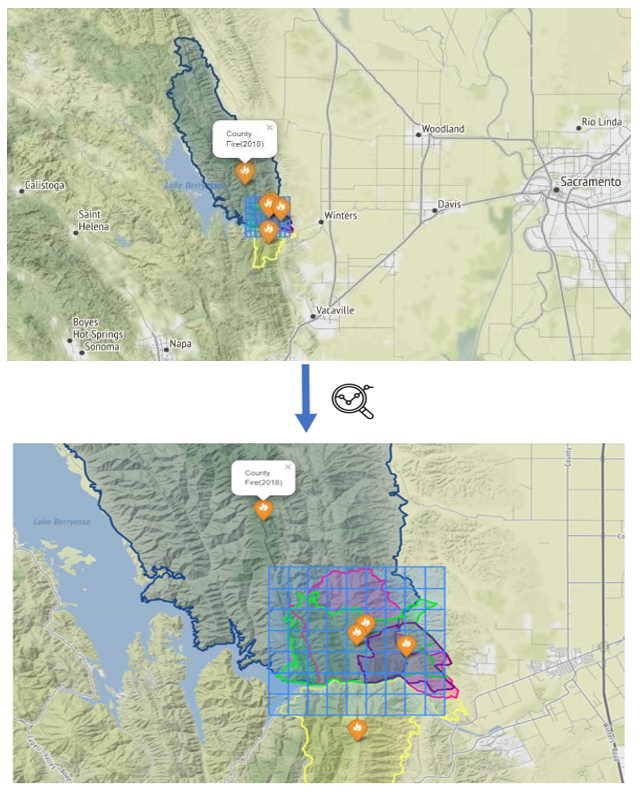 County
Fire(2018)
Woodland
Rio Linda
Lake Berryessa
Calistoga
Sacramento
Saint
Helena
Winters
Davis
Vacaville
Boyes
Hot Springs
Sonoma
Napa
County
Fire(2018)
Lake Berryessa
County